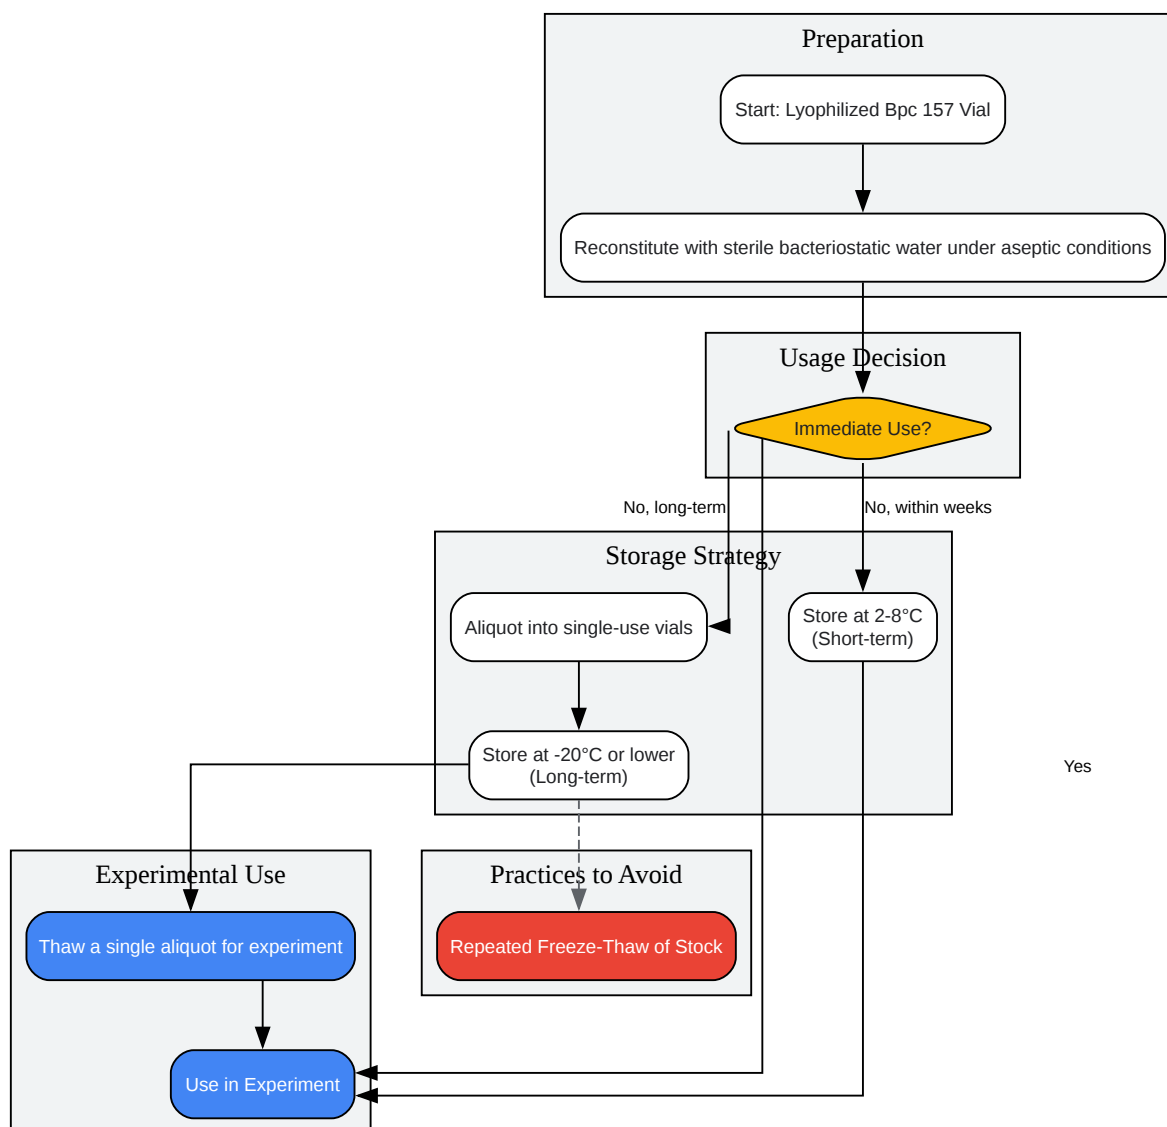 Preparation
Start: Lyophilized Bpc 157 Vial
Reconstitute with sterile bacteriostatic water under aseptic conditions
Usage Decision
Immediate Use?
No, long-term
No, within weeks
Storage Strategy
Aliquot into single-use vials
Store at 2-8°C
(Short-term)
Store at -20°C or lower
(Long-term)
Yes
Experimental Use
Practices to Avoid
Thaw a single aliquot for experiment
Repeated Freeze-Thaw of Stock
Use in Experiment